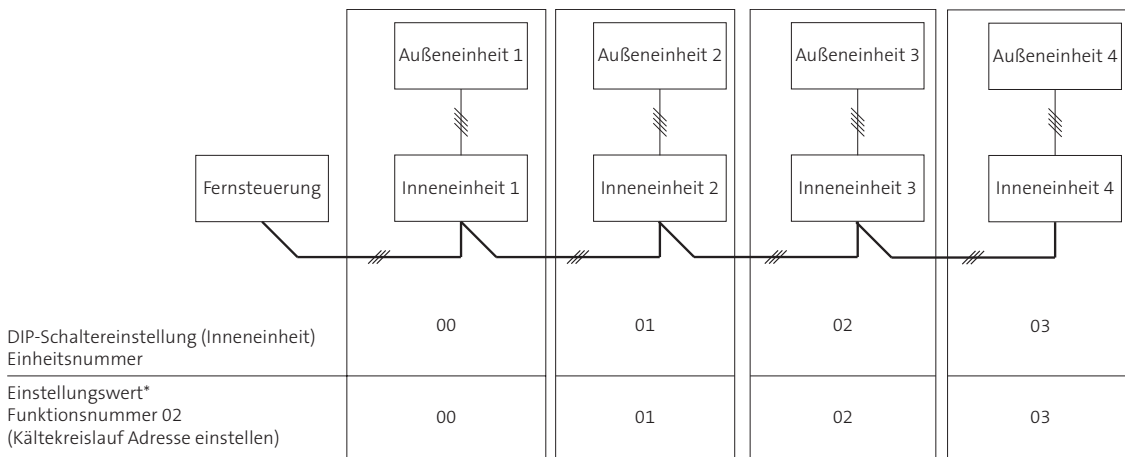 Außeneinheit 1
Außeneinheit 2
Außeneinheit 3
Außeneinheit 4
Fernsteuerung
Inneneinheit 1
Inneneinheit 2
Inneneinheit 3
Inneneinheit 4
DIP-Schaltereinstellung (Inneneinheit)
Einheitsnummer
00
01
02
03
Einstellungswert*
Funktionsnummer 02
(Kältekreislauf Adresse einstellen)
00
01
02
03